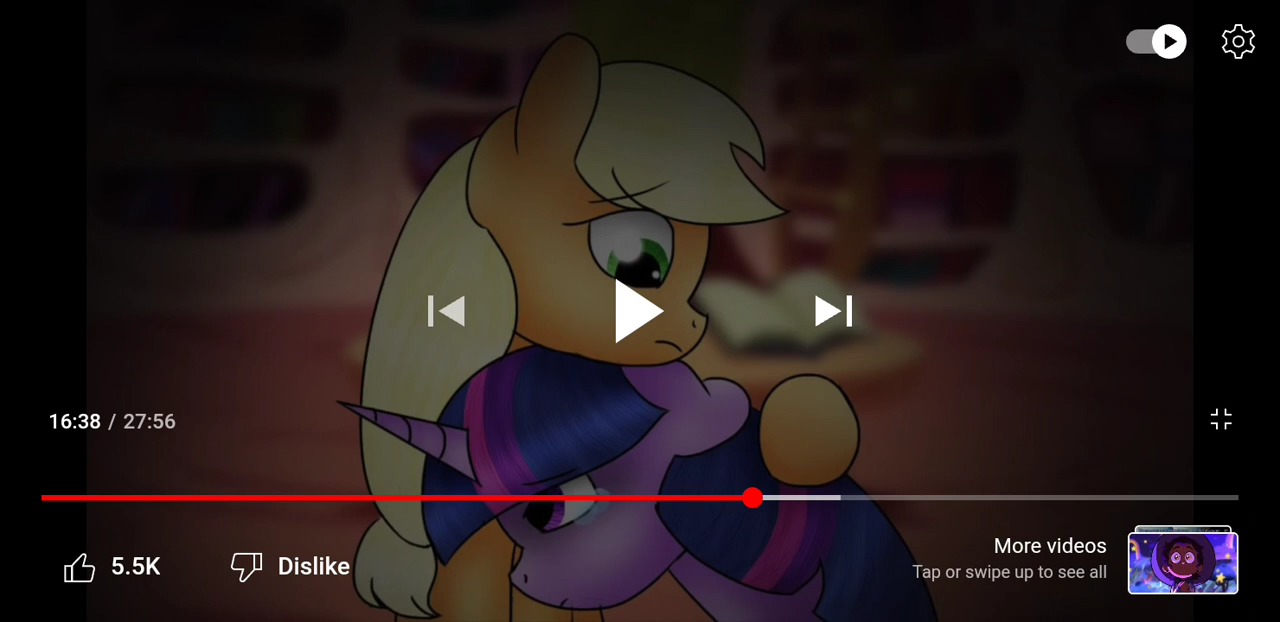 16:38 / 27:56
5.5K
Dislike
More videos
Tap or swipe up to see all